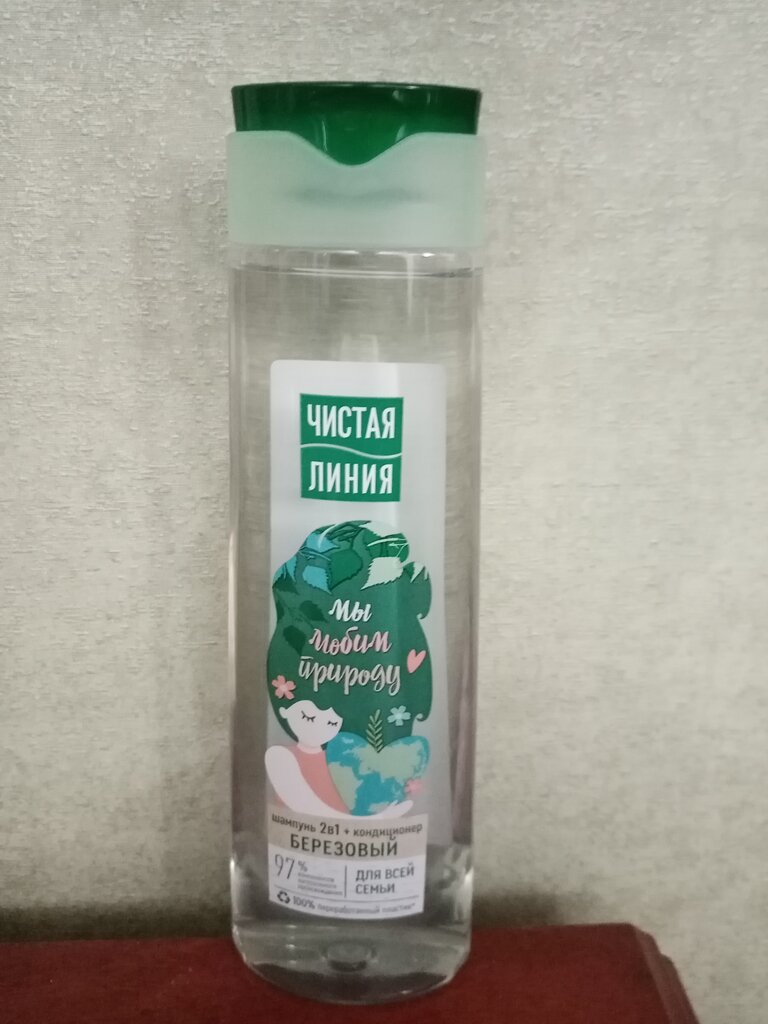 ЧИСТАЯ
ЛИНИЯ
мы
любим
природу
шампунь 2в1 + кондиционер
БЕРЕЗОВЫЙ
97%
ДЛЯ ВСЕЙ
СЕМЬИ
100% переработанный пластик*